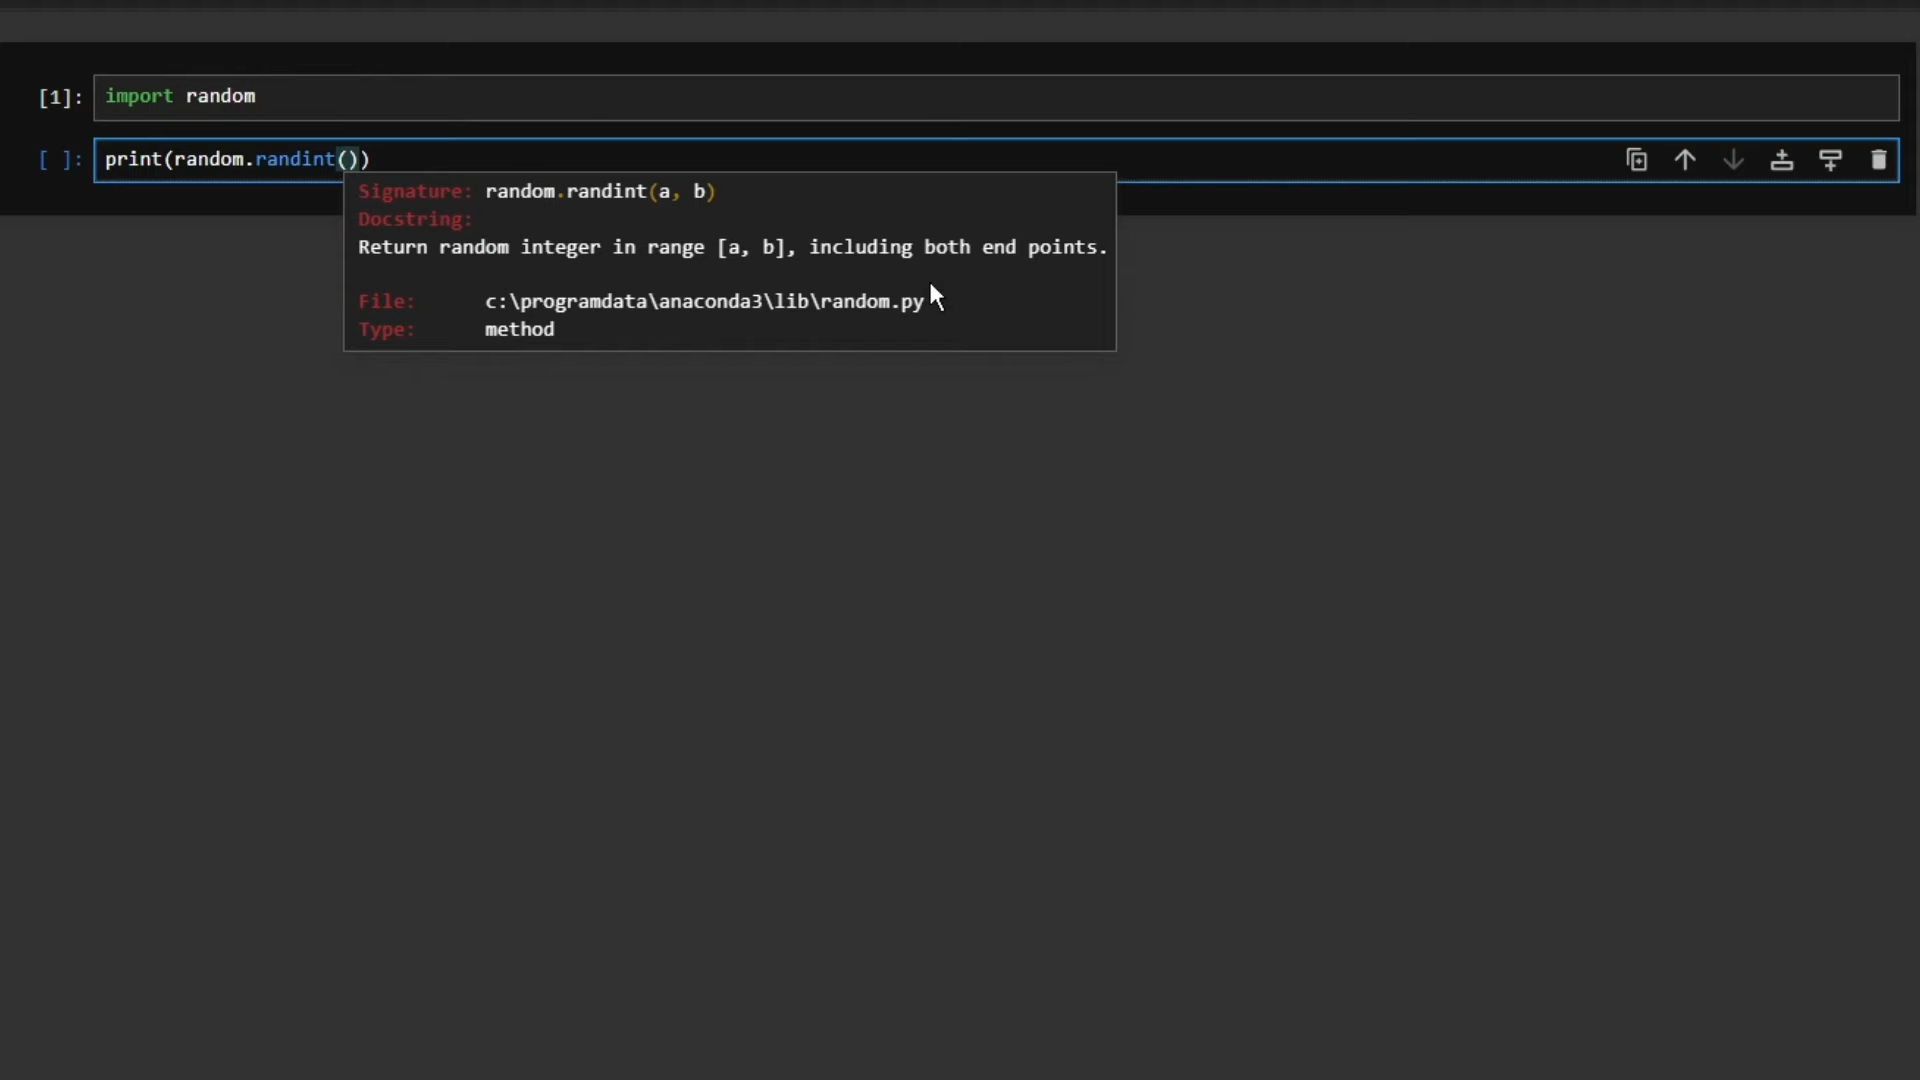 [1]: import random
[ ]: print(random.randint())
Signature: random.randint(a, b)
Docstring:
Return random integer in range [a, b], including both end points.
File: c:\programdata\anaconda3\lib\random.py
Type: method